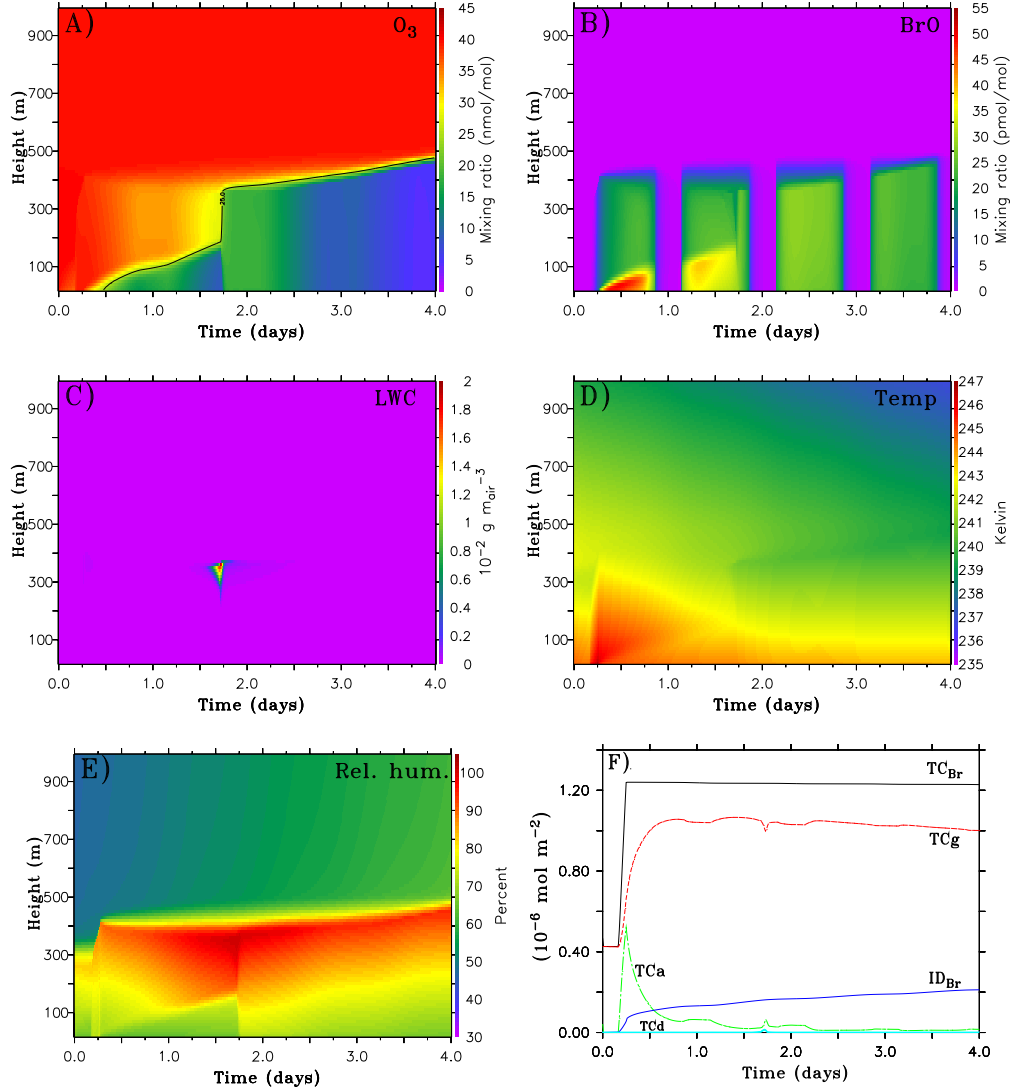 A)
O3
Height (m)
900
700
500
300
100
25.0
0.0 1.0 2.0 3.0 4.0
Time (days)
45
40
35
30
25
20
15
10
5
0
Mixing ratio (nmol/mol)
B)
BrO
Height (m)
900
700
500
300
100
0.0 1.0 2.0 3.0 4.0
Time (days)
55
50
45
40
35
30
25
20
15
10
5
0
Mixing ratio (pmol/mol)
C)
LWC
Height (m)
900
700
500
300
100
0.0 1.0 2.0 3.0 4.0
Time (days)
2
1.8
1.6
1.4
1.2
1
0.8
0.6
0.4
0.2
0
10−2 g mair−3
D)
Temp
Height (m)
900
700
500
300
100
0.0 1.0 2.0 3.0 4.0
Time (days)
247
246
245
244
243
242
241
240
239
238
237
236
235
Kelvin
E)
Rel. hum.
Height (m)
900
700
500
300
100
0.0 1.0 2.0 3.0 4.0
Time (days)
100
90
80
70
60
50
40
30
Percent
F)
TCBr
TCg
TCa
IDBr
TCd
(10−6 mol m−2)
1.20
0.80
0.40
0.00
0.0 1.0 2.0 3.0 4.0
Time (days)